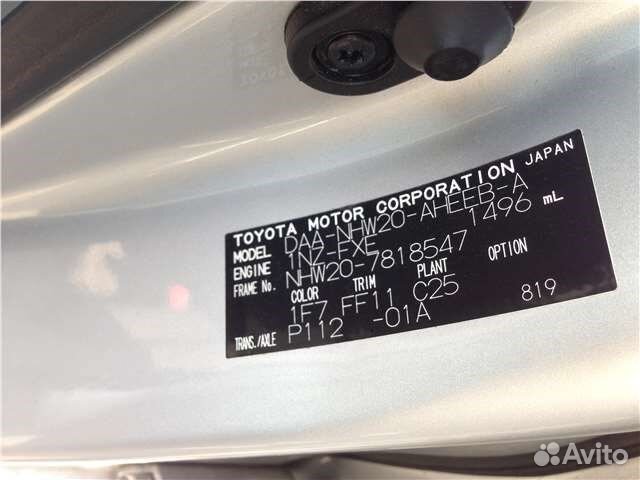 TOYOTA MOTOR CORPORATION JAPAN
MODEL DAA-NHW20-AHEEB-A
ENGINE 1NZ-FXE 1496 mL
FRAME No. NHW20-7818547
COLOR TRIM PLANT OPTION
1F7 FF11 C25
TRANS./AXLE P112 -01A 819
Avito